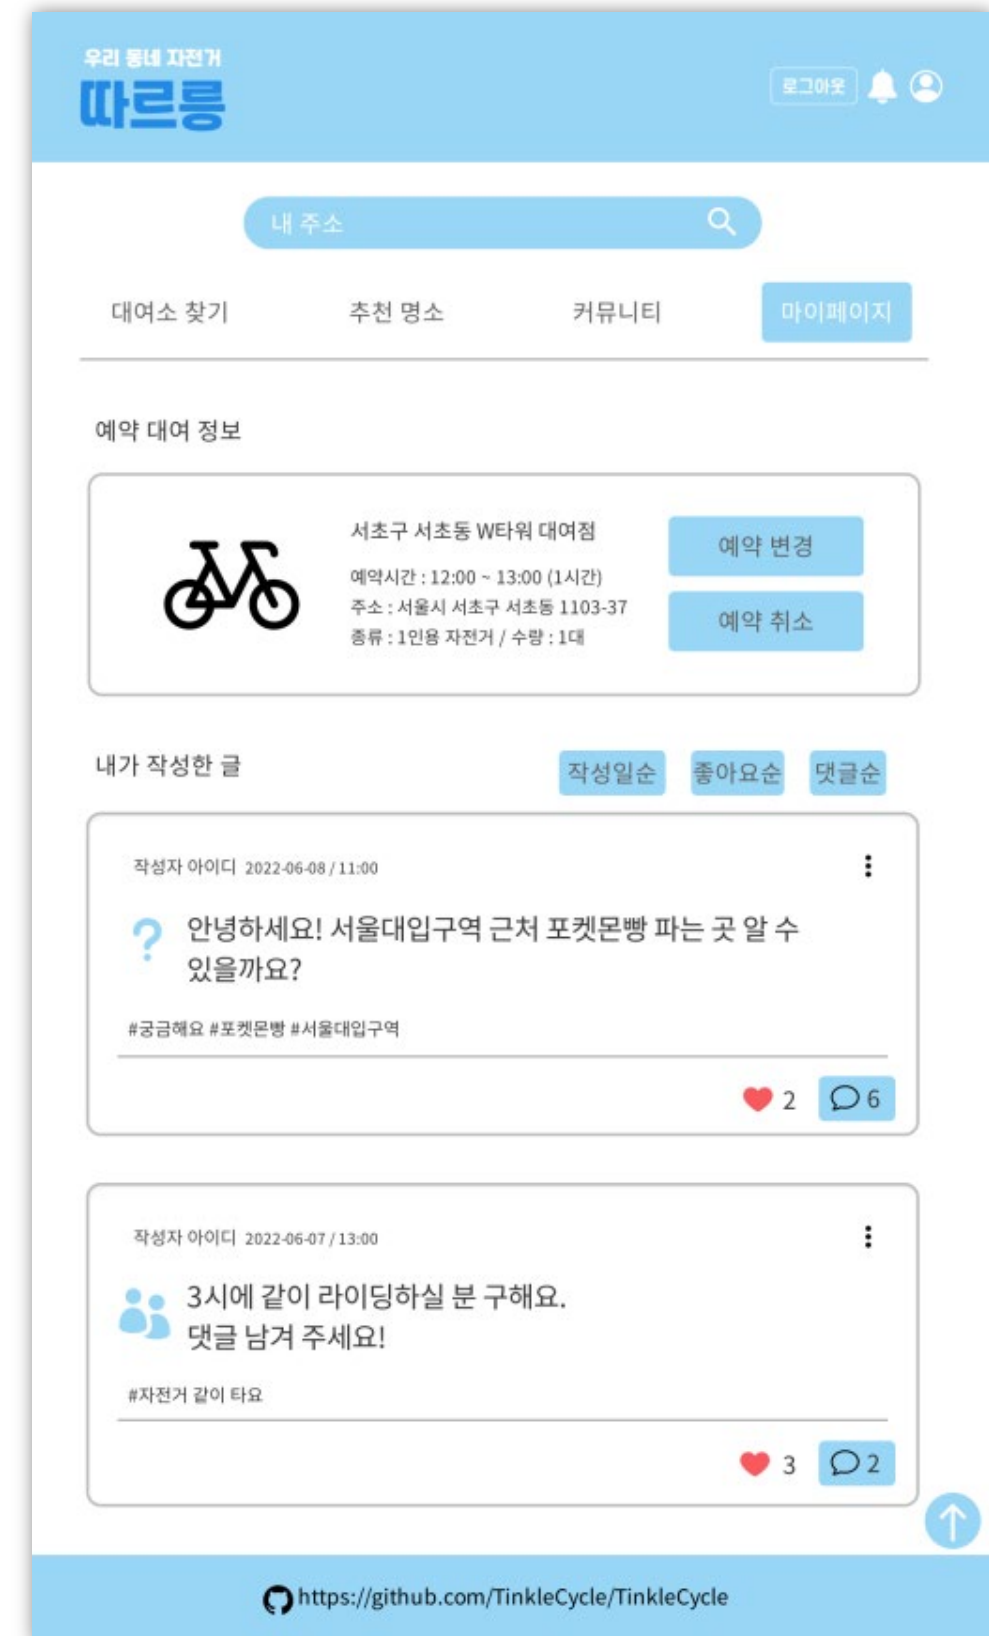 우리 동네 자전거
따르릉
로그아웃
내 주소
대여소 찾기 추천 명소 커뮤니티 마이페이지
예약 대여 정보
서초구 서초동 W타워 대여점
예약시간 : 12:00 ~ 13:00 (1시간)
주소 : 서울시 서초구 서초동 1103-37
종류 : 1인용 자전거 / 수량 : 1대
예약 변경
예약 취소
내가 작성한 글
작성일순 좋아요순 댓글순
작성자 아이디 2022-06-08 / 11:00
안녕하세요! 서울대입구역 근처 포켓몬빵 파는 곳 알 수
있을까요?
#궁금해요 #포켓몬빵 #서울대입구역
2 6
작성자 아이디 2022-06-07 / 13:00
3시에 같이 라이딩하실 분 구해요.
댓글 남겨 주세요!
#자전거 같이 타요
3 2
https://github.com/TinkleCycle/TinkleCycle